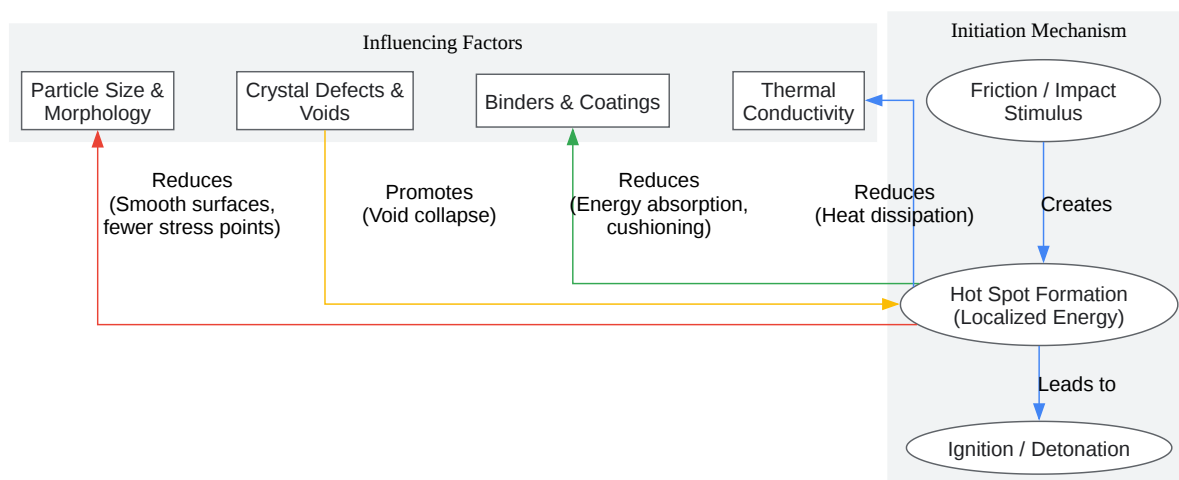 Influencing Factors
Initiation Mechanism
Particle Size &
Morphology
Crystal Defects &
Voids
Binders & Coatings
Thermal
Conductivity
Friction / Impact
Stimulus
Reduces
(Smooth surfaces,
fewer stress points)
Promotes
(Void collapse)
Reduces
(Energy absorption,
cushioning)
Reduces
(Heat dissipation)
Creates
Hot Spot Formation
(Localized Energy)
Leads to
Ignition / Detonation